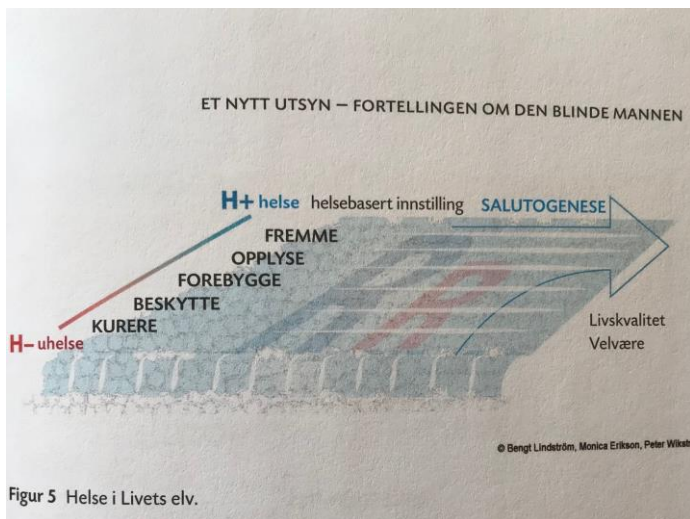 ET NYTT UTSYN – FORTELLINGEN OM DEN BLINDE MANNEN
H+ helse helsebasert innstilling SALUTOGENESE
FREMME
OPPLYSE
FOREBYGGE
BESKYTTE
KURERE
H– uhelse
Livskvalitet
Velvære
© Bengt Lindström, Monica Erikson, Peter
Figur 5 Helse i Livets elv.